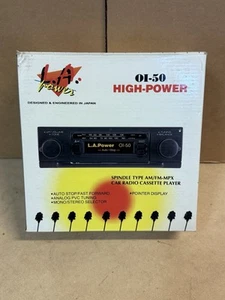 L.A.
Power
OI-50
HIGH-POWER
DESIGNED & ENGINEERED IN JAPAN
L.A.Power OI-50
SPINDLE TYPE AM/FM-MPX
CAR RADIO CASSETTE PLAYER
•AUTO STOP/FAST FORWARD
•POINTER DISPLAY
•ANALOG PVC TUNING
•MONO/STEREO SELECTOR